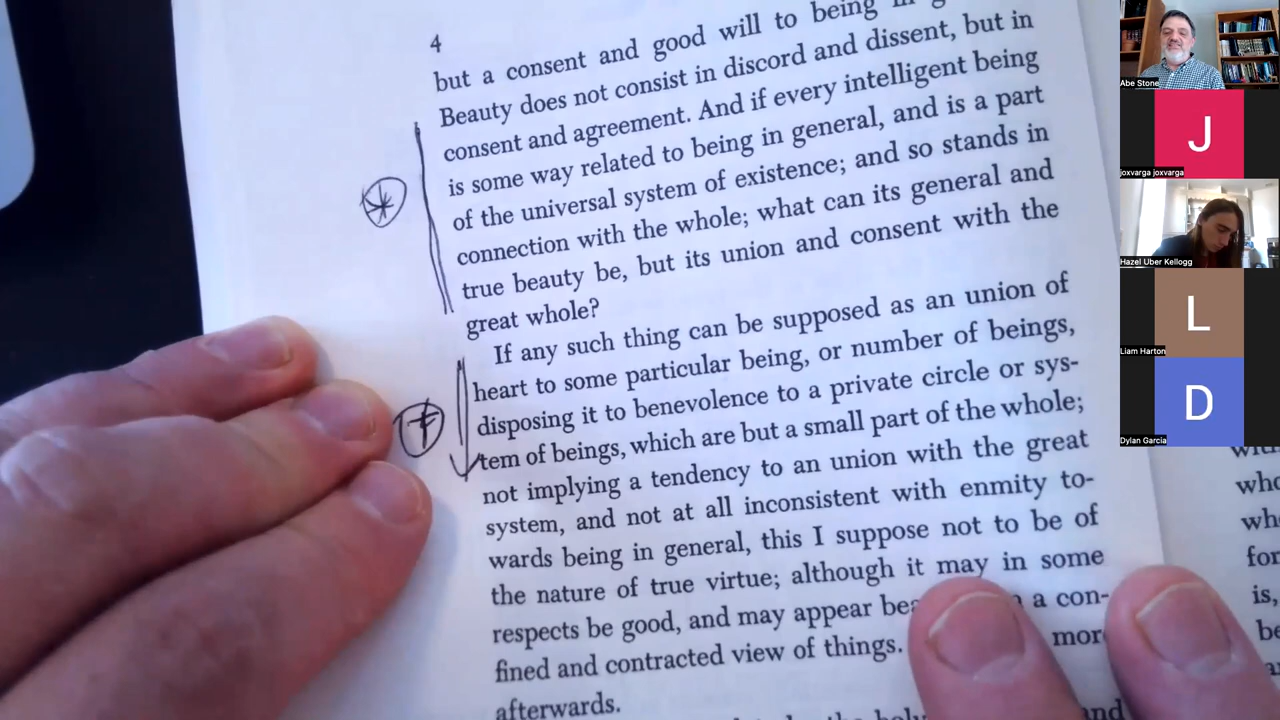 4
but a consent and good will to being
Beauty does not consist in discord and dissent, but in
consent and agreement. And if every intelligent being
is some way related to being in general, and is a part
of the universal system of existence; and so stands in
connection with the whole; what can its general and
true beauty be, but its union and consent with the
great whole?
If any such thing can be supposed as an union of
heart to some particular being, or number of beings,
disposing it to benevolence to a private circle or sys-
tem of beings, which are but a small part of the whole;
not implying a tendency to an union with the great
system, and not at all inconsistent with enmity to-
wards being in general, this I suppose not to be of
the nature of true virtue; although it may in some
respects be good, and may appear a con-
fined and contracted view of things.
afterwards.
and
who
wh
for
is,
be
Abe Stone
J
joxvarga joxvarga
Hazel Uber Kellogg
L
Liam Harton
D
Dylan Garcia